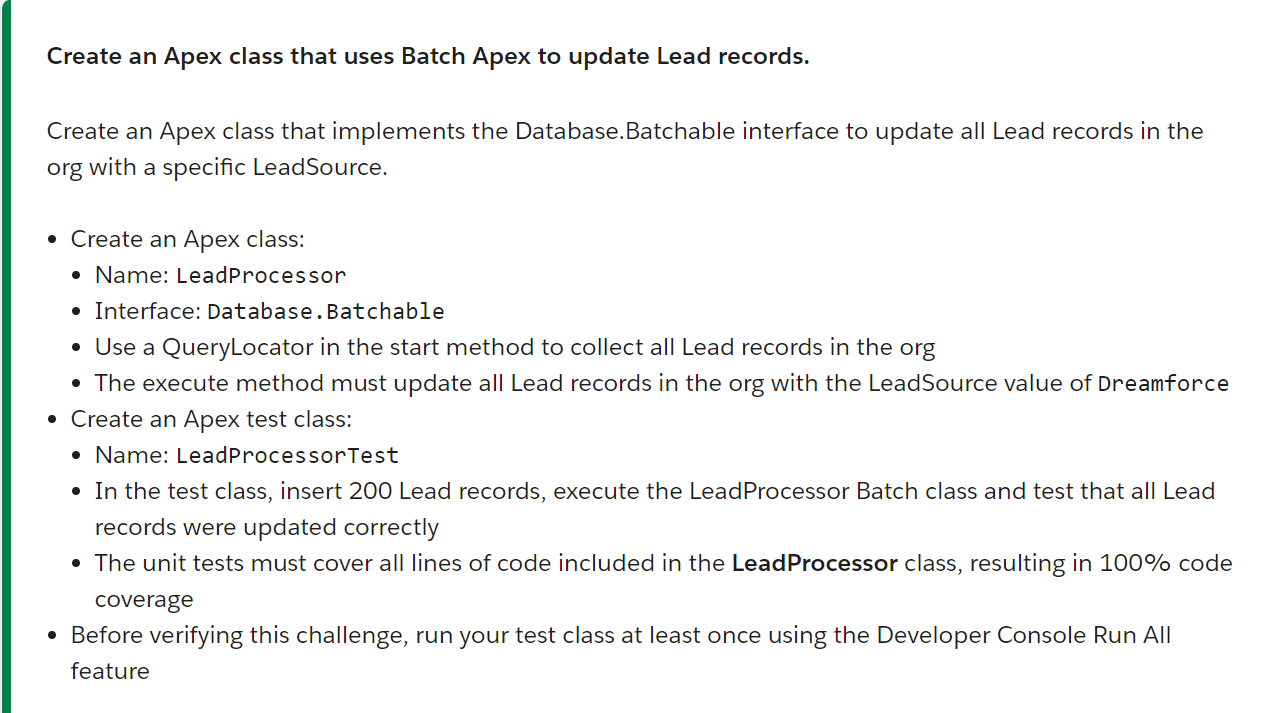 Create an Apex class that uses Batch Apex to update Lead records.
Create an Apex class that implements the Database.Batchable interface to update all Lead records in the
org with a specific LeadSource.
• Create an Apex class:
• Name: LeadProcessor
• Interface: Database.Batchable
• Use a QueryLocator in the start method to collect all Lead records in the org
• The execute method must update all Lead records in the org with the LeadSource value of Dreamforce
• Create an Apex test class:
• Name: LeadProcessorTest
• In the test class, insert 200 Lead records, execute the LeadProcessor Batch class and test that all Lead
records were updated correctly
• The unit tests must cover all lines of code included in the LeadProcessor class, resulting in 100% code
coverage
• Before verifying this challenge, run your test class at least once using the Developer Console Run All
feature